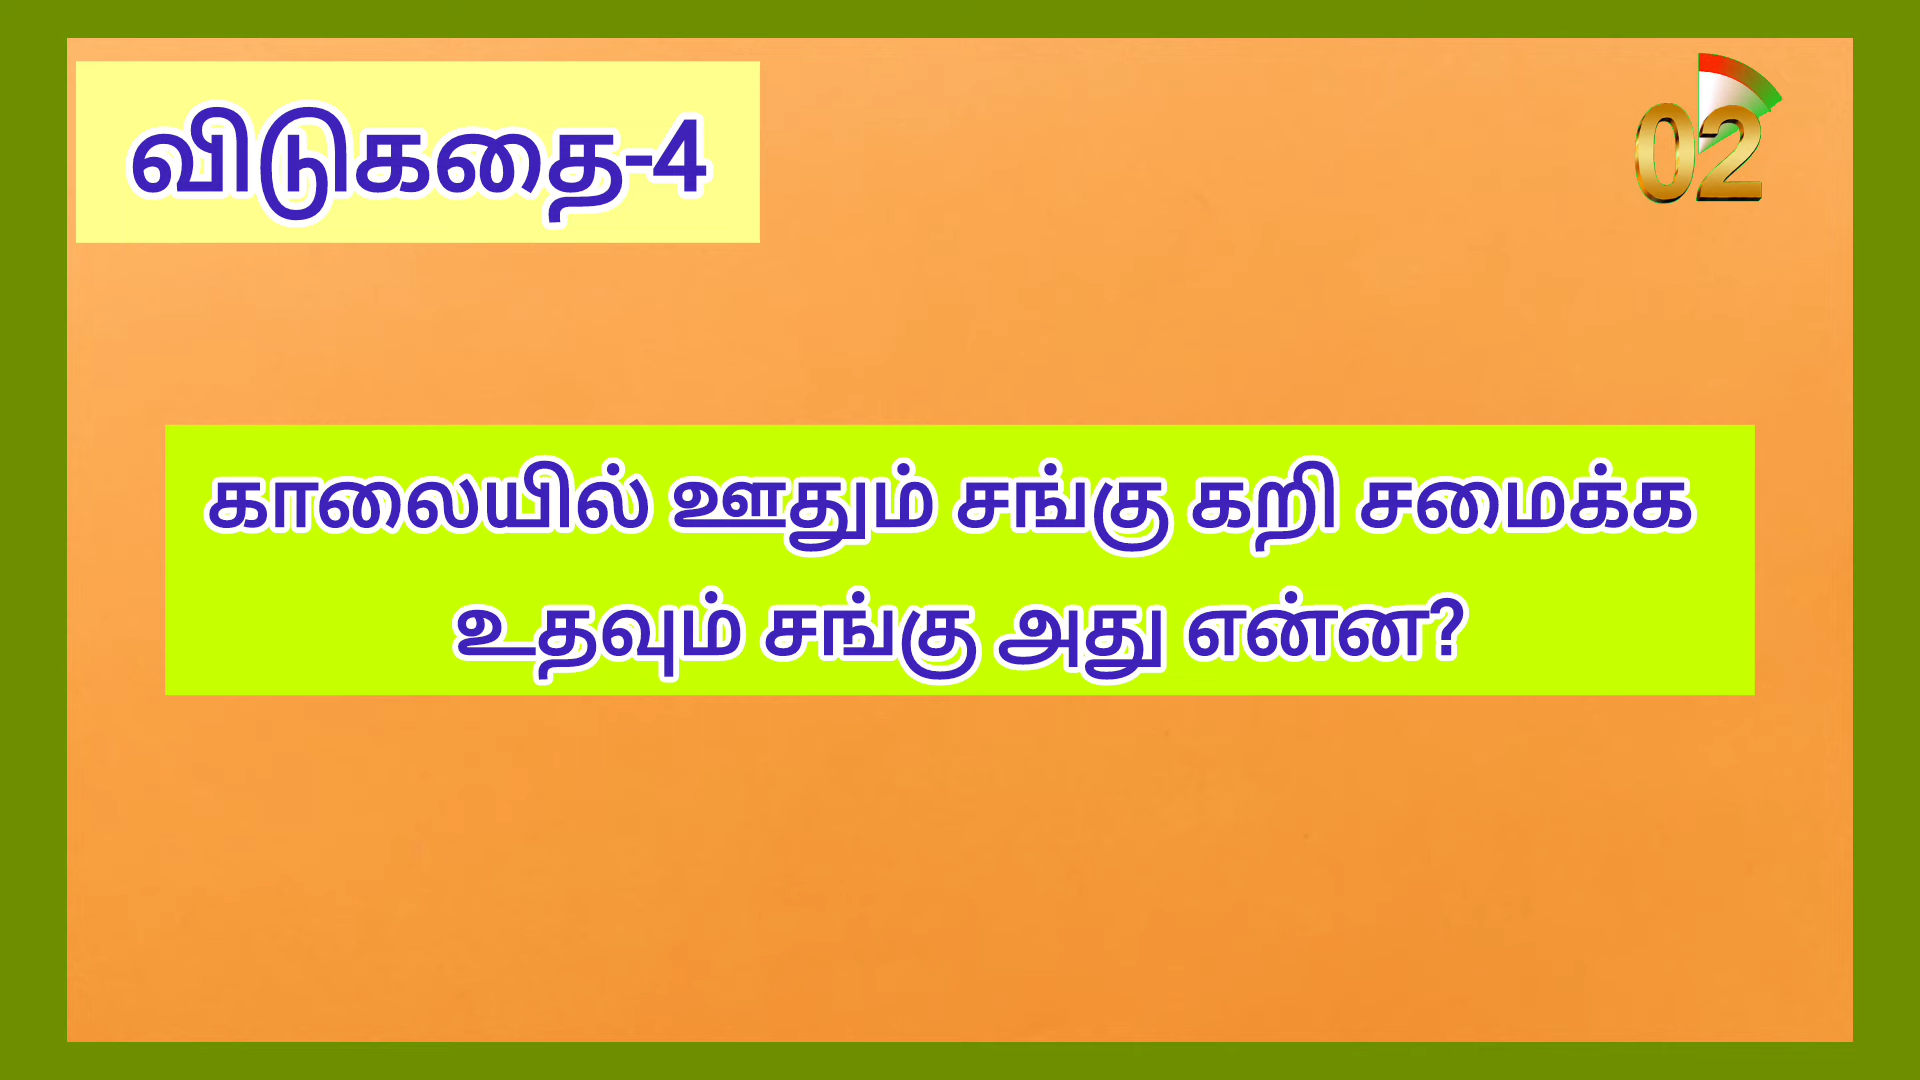 விடுகதை-4
02
காலையில் ஊதும் சங்கு கறி சமைக்க
உதவும் சங்கு அது என்ன?